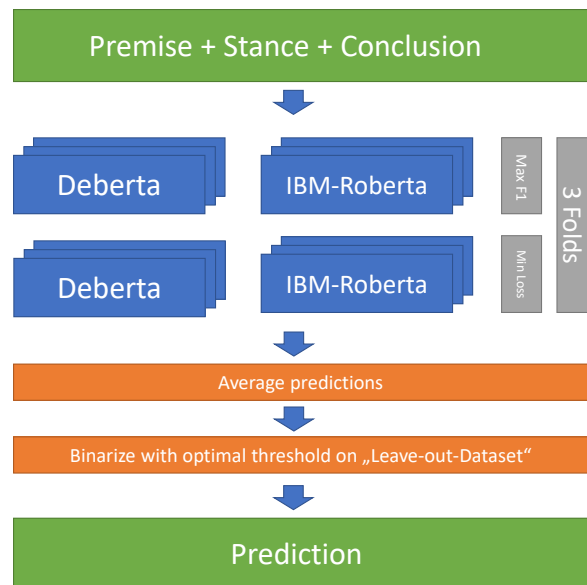 Premise + Stance + Conclusion
Deberta
IBM-Roberta
Max F1
3 Folds
Deberta
IBM-Roberta
Min Loss
Average predictions
Binarize with optimal threshold on „Leave-out-Dataset“
Prediction